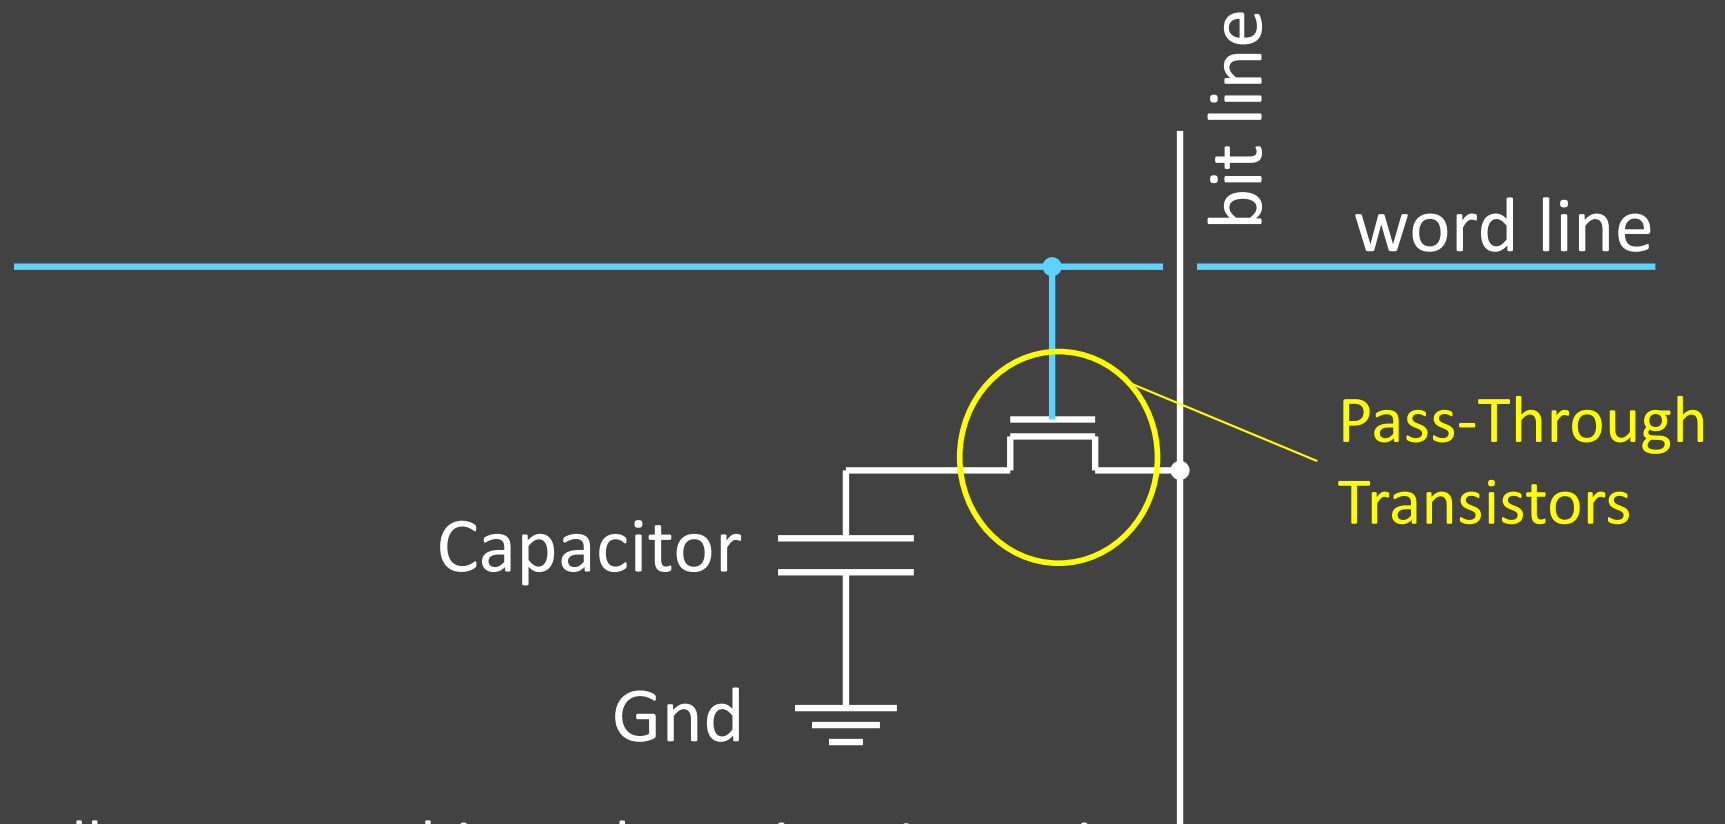 bit line
word line
Pass-Through
Transistors
Capacitor
Gnd